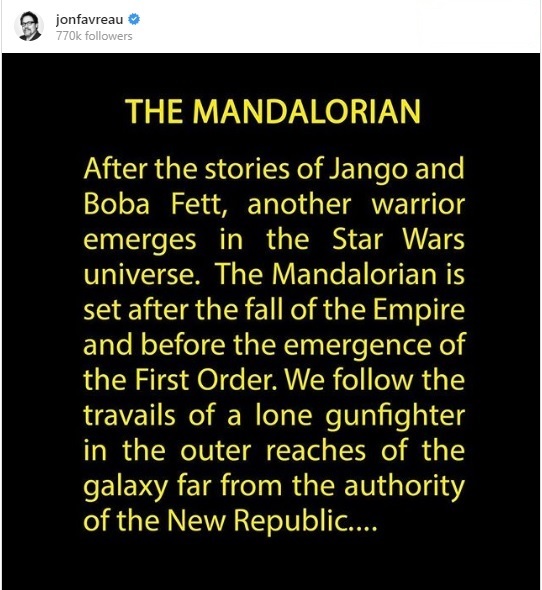 jonfavreau
770k followers
THE MANDALORIAN
After the stories of Jango and
Boba Fett, another warrior
emerges in the Star Wars
universe. The Mandalorian is
set after the fall of the Empire
and before the emergence of
the First Order. We follow the
travails of a lone gunfighter
in the outer reaches of the
galaxy far from the authority
of the New Republic....